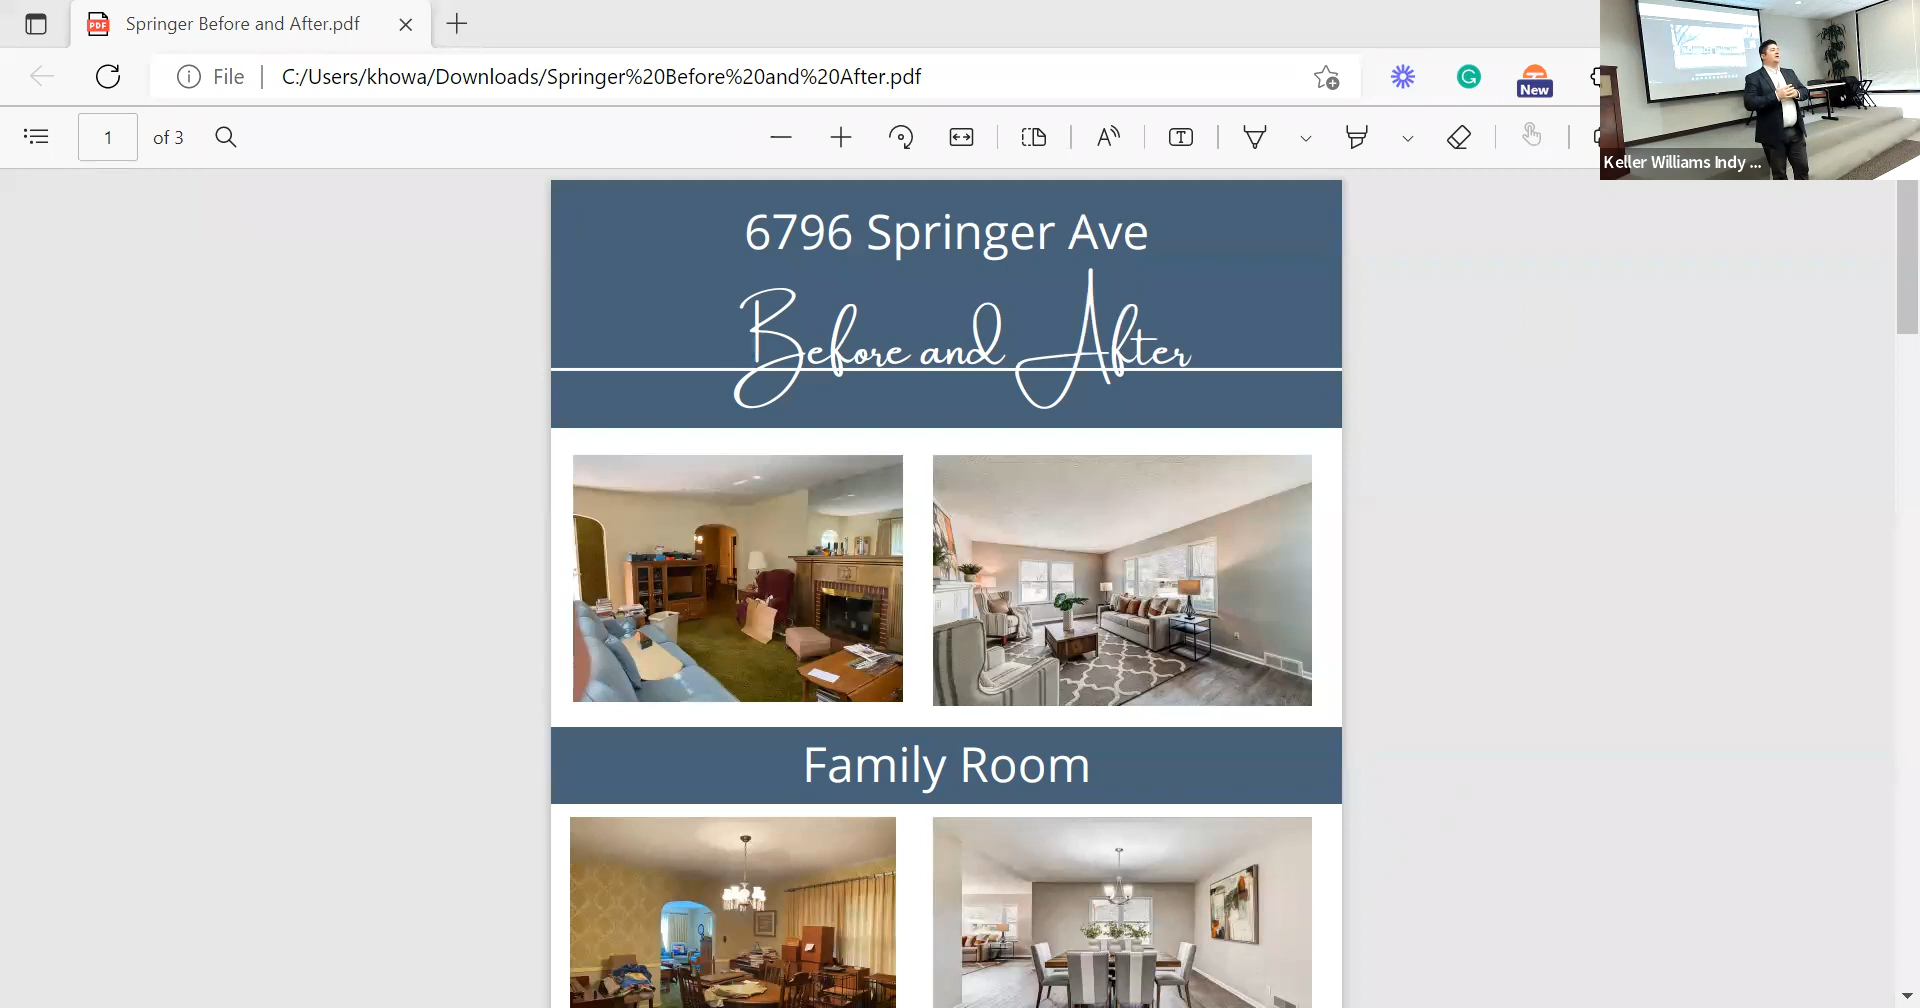 Springer Before and After.pdf
File
C:/Users/khowa/Downloads/Springer%20Before%20and%20After.pdf
New
1
of 3
Keller Williams Indy ...
6796 Springer Ave
Before and After
Family Room